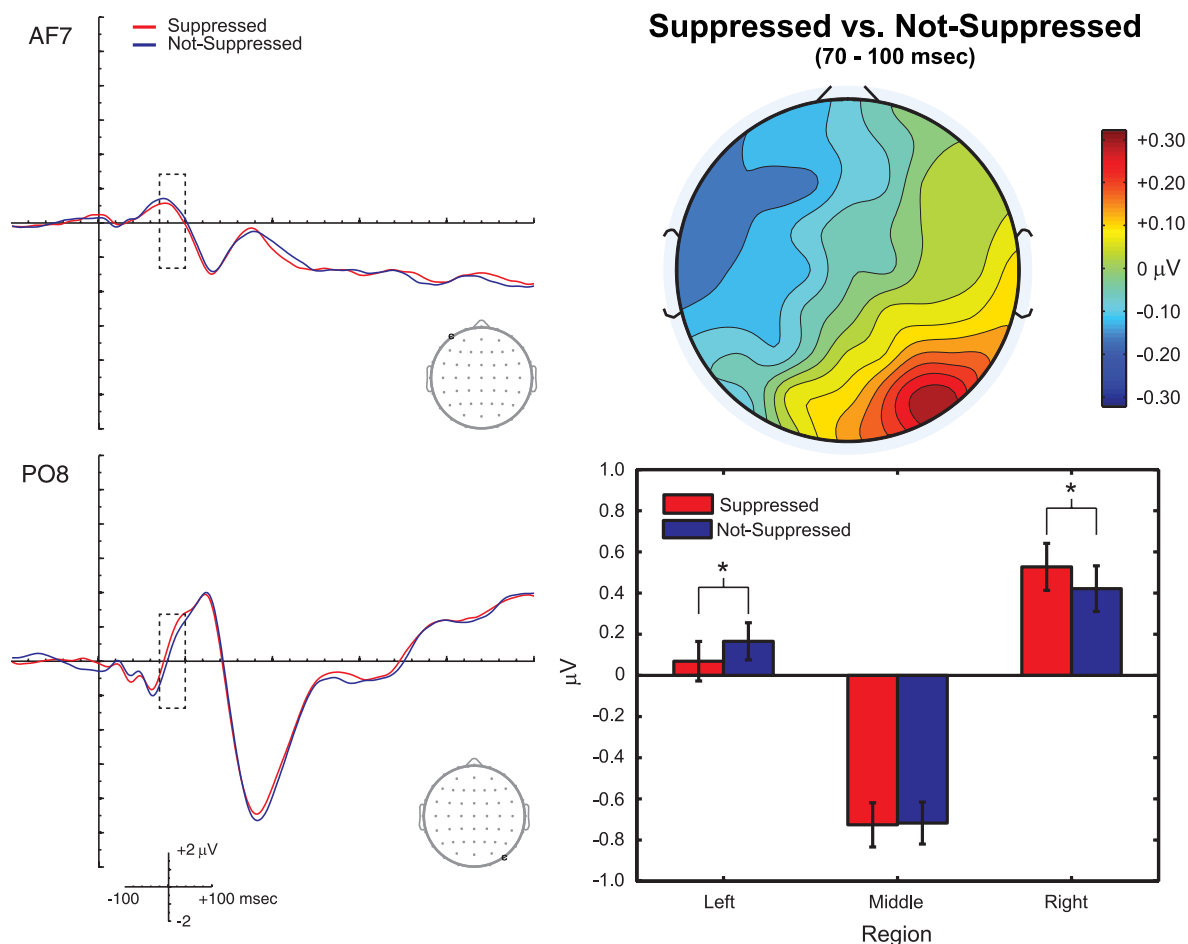 AF7
Suppressed
Not-Suppressed
e
PO8
e
+2 µV
-100
+100 msec
-2
Suppressed vs. Not-Suppressed
(70 - 100 msec)
+0.30
+0.20
+0.10
0 µV
-0.10
-0.20
-0.30
1.0
0.8
0.6
0.4
0.2
0
-0.2
-0.4
-0.6
-0.8
-1.0
µV
Suppressed
Not-Suppressed
*
*
Left
Middle
Right
Region